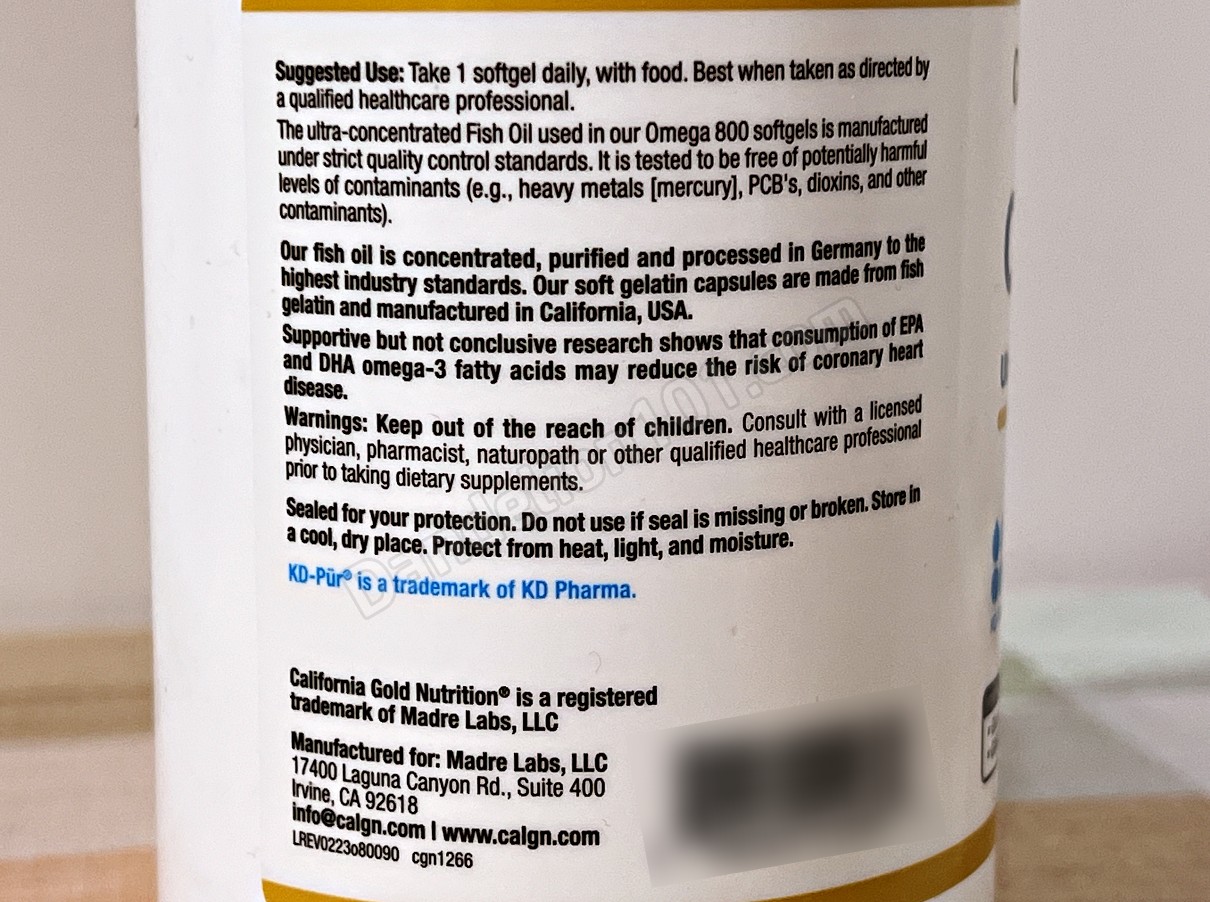 Suggested Use: Take 1 softgel daily, with food. Best when taken as directed by
a qualified healthcare professional.
The ultra-concentrated Fish Oil used in our Omega 800 softgels is manufactured
under strict quality control standards. It is tested to be free of potentially harmful
levels of contaminants (e.g., heavy metals [mercury], PCB's, dioxins, and other
contaminants).
Our fish oil is concentrated, purified and processed in Germany to the
highest industry standards. Our soft gelatin capsules are made from fish
gelatin and manufactured in California, USA.
Supportive but not conclusive research shows that consumption of EPA
and DHA omega-3 fatty acids may reduce the risk of coronary heart
disease.
Warnings: Keep out of the reach of children. Consult with a licensed
physician, pharmacist, naturopath or other qualified healthcare professional
prior to taking dietary supplements.
Sealed for your protection. Do not use if seal is missing or broken. Store in
a cool, dry place. Protect from heat, light, and moisture.
KD-Pür® is a trademark of KD Pharma.
California Gold Nutrition® is a registered
trademark of Madre Labs, LLC
Manufactured for: Madre Labs, LLC
17400 Laguna Canyon Rd., Suite 400
Irvine, CA 92618
info@calgn.com | www.calgn.com
LREV0223o80090 cgn1266